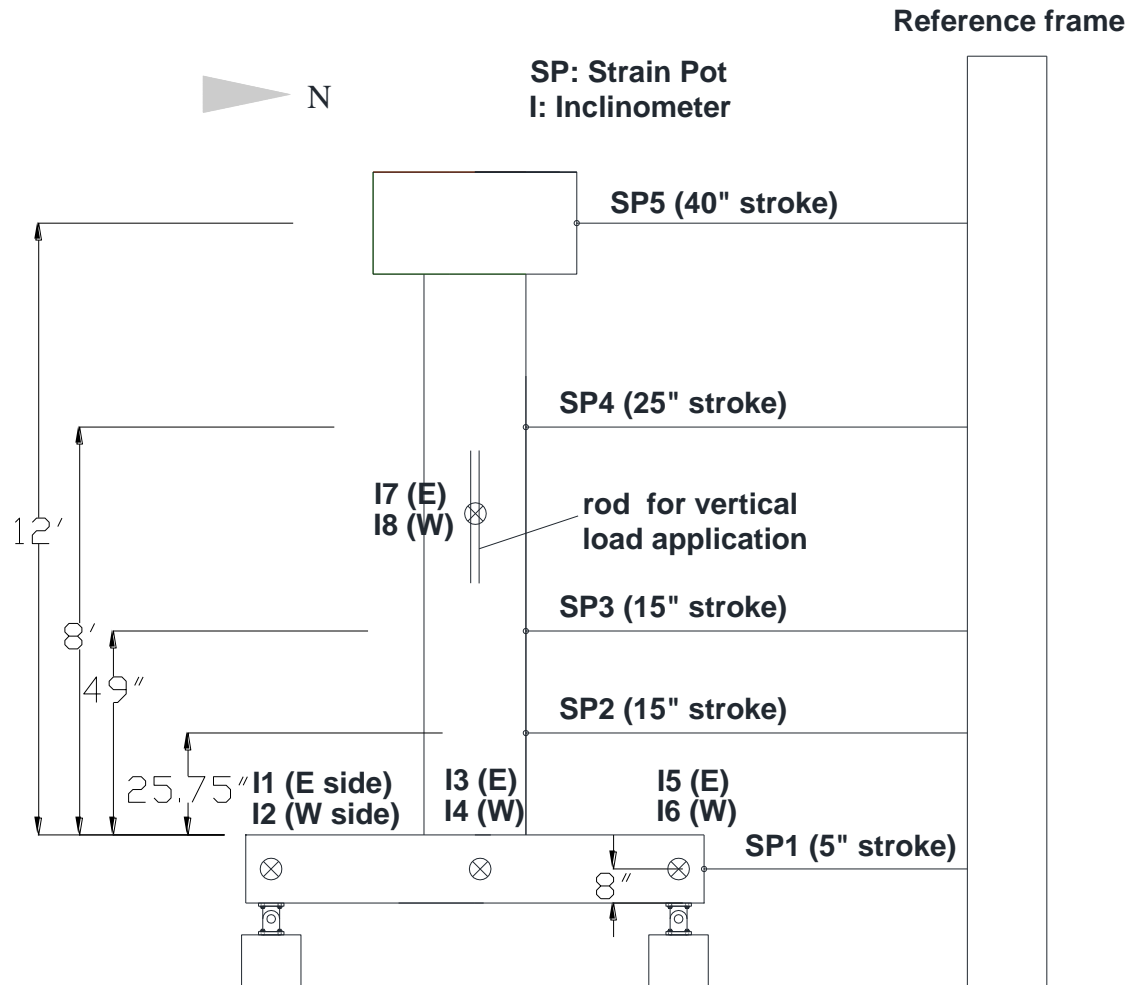 Reference frame
SP: Strain Pot
I: Inclinometer
N
SP5 (40" stroke)
SP4 (25" stroke)
I7 (E)
I8 (W)
rod for vertical
load application
12'
SP3 (15" stroke)
8'
49"
SP2 (15" stroke)
25.75"
I1 (E side)
I2 (W side)
I3 (E)
I4 (W)
I5 (E)
I6 (W)
SP1 (5" stroke)
8"